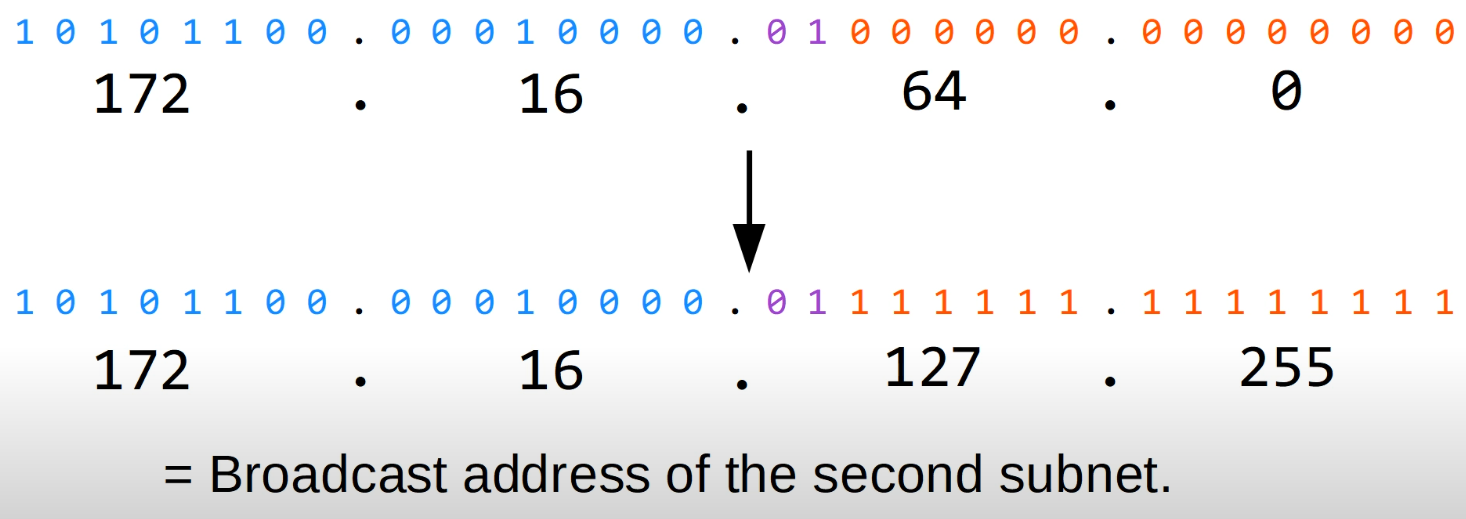 1 0 1 0 1 1 0 0 . 0 0 0 1 0 0 0 0 . 0 1 0 0 0 0 0 0 . 0 0 0 0 0 0 0 0
172 . 16 . 64 . 0
1 0 1 0 1 1 0 0 . 0 0 0 1 0 0 0 0 . 0 1 1 1 1 1 1 1 . 1 1 1 1 1 1 1 1
172 . 16 . 127 . 255
= Broadcast address of the second subnet.